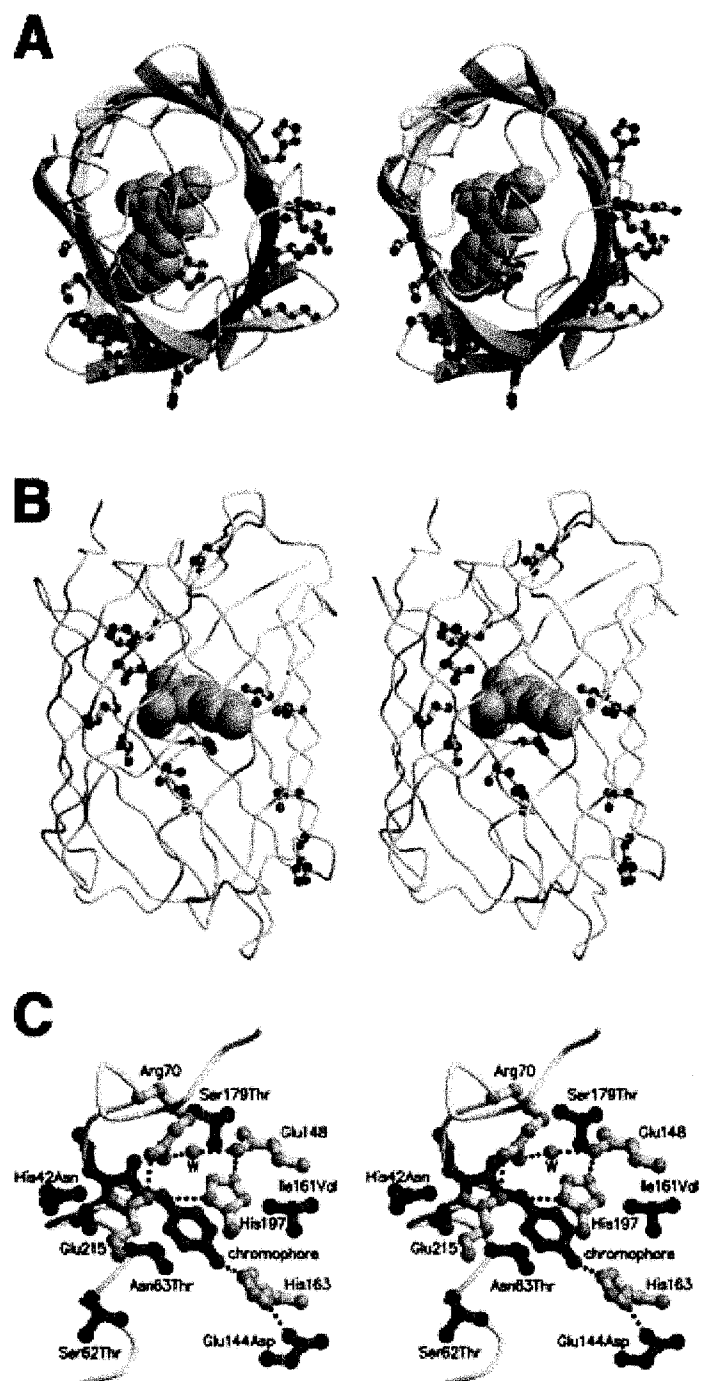 A
B
C
Arg70
Ser179Thr
Glu148
W
His42Asn
Ile161Val
His197
Glu215
chromophore
Asn63Thr
His163
Ser62Thr
Glu144Asp
Arg70
Ser179Thr
Glu148
W
His42Asn
Ile161Val
His197
Glu215
chromophore
Asn63Thr
His163
Ser62Thr
Glu144Asp